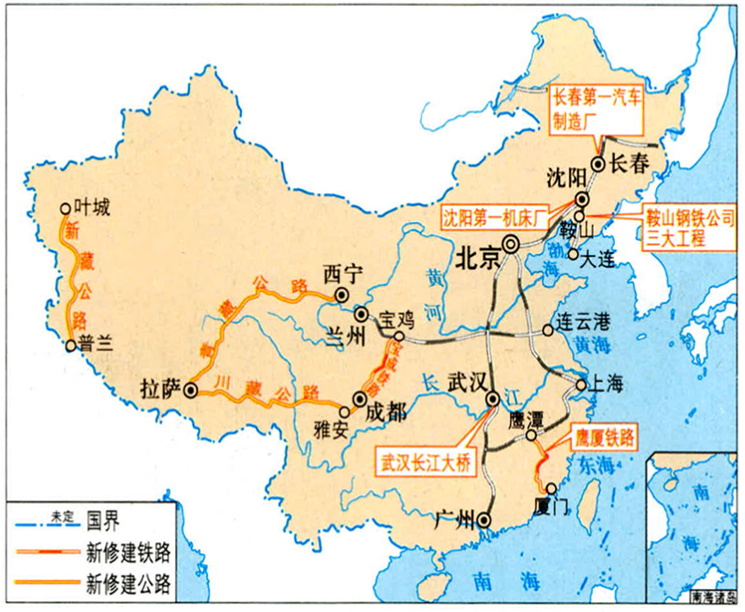 长春第一汽车
制造厂
长春
沈阳
沈阳第一机床厂
鞍山钢铁公司
三大工程
鞍山
叶城
新藏公路
北京
渤海
大连
西宁
黄河
青藏公路
兰州
宝鸡
连云港
黄海
普兰
宝成铁路
拉萨
川藏公路
成都
长江
武汉
上海
雅安
鹰潭
鹰厦铁路
武汉长江大桥
东海
厦门
广州
南海
未定
国界
新修建铁路
新修建公路
南海
南海诸岛